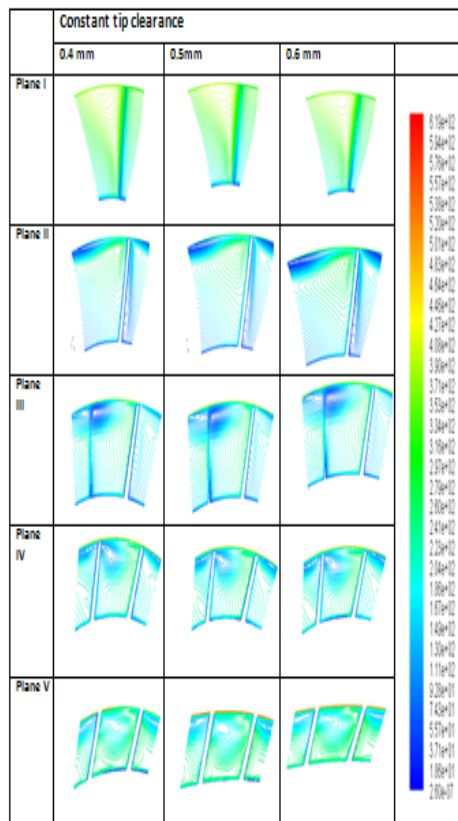 Constant tip clearance
0.4 mm
0.5mm
0.6 mm
Plane I
Plane II
Plane
III
Plane
IV
Plane V
6.19e+02
5.94e+02
5.76e+02
5.57e+02
5.38e+02
5.20e+02
5.01e+02
4.83e+02
4.64e+02
4.46e+02
4.27e+02
4.08e+02
3.90e+02
3.71e+02
3.53e+02
3.34e+02
3.16e+02
2.97e+02
2.79e+02
2.60e+02
2.41e+02
2.23e+02
2.04e+02
1.86e+02
1.67e+02
1.49e+02
1.30e+02
1.11e+02
9.28e+01
7.43e+01
5.57e+01
3.71e+01
1.86e+01
2.60e-07